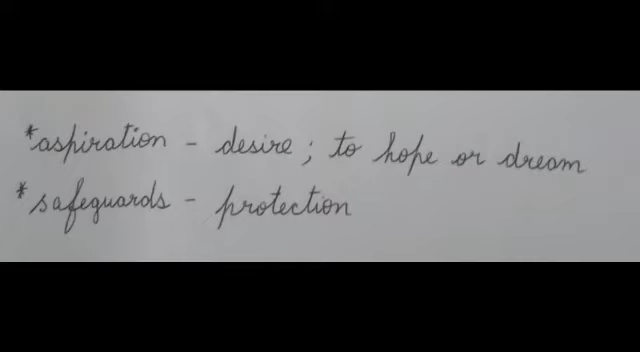 *aspiration - desire; to hope or dream
*safeguards - protection